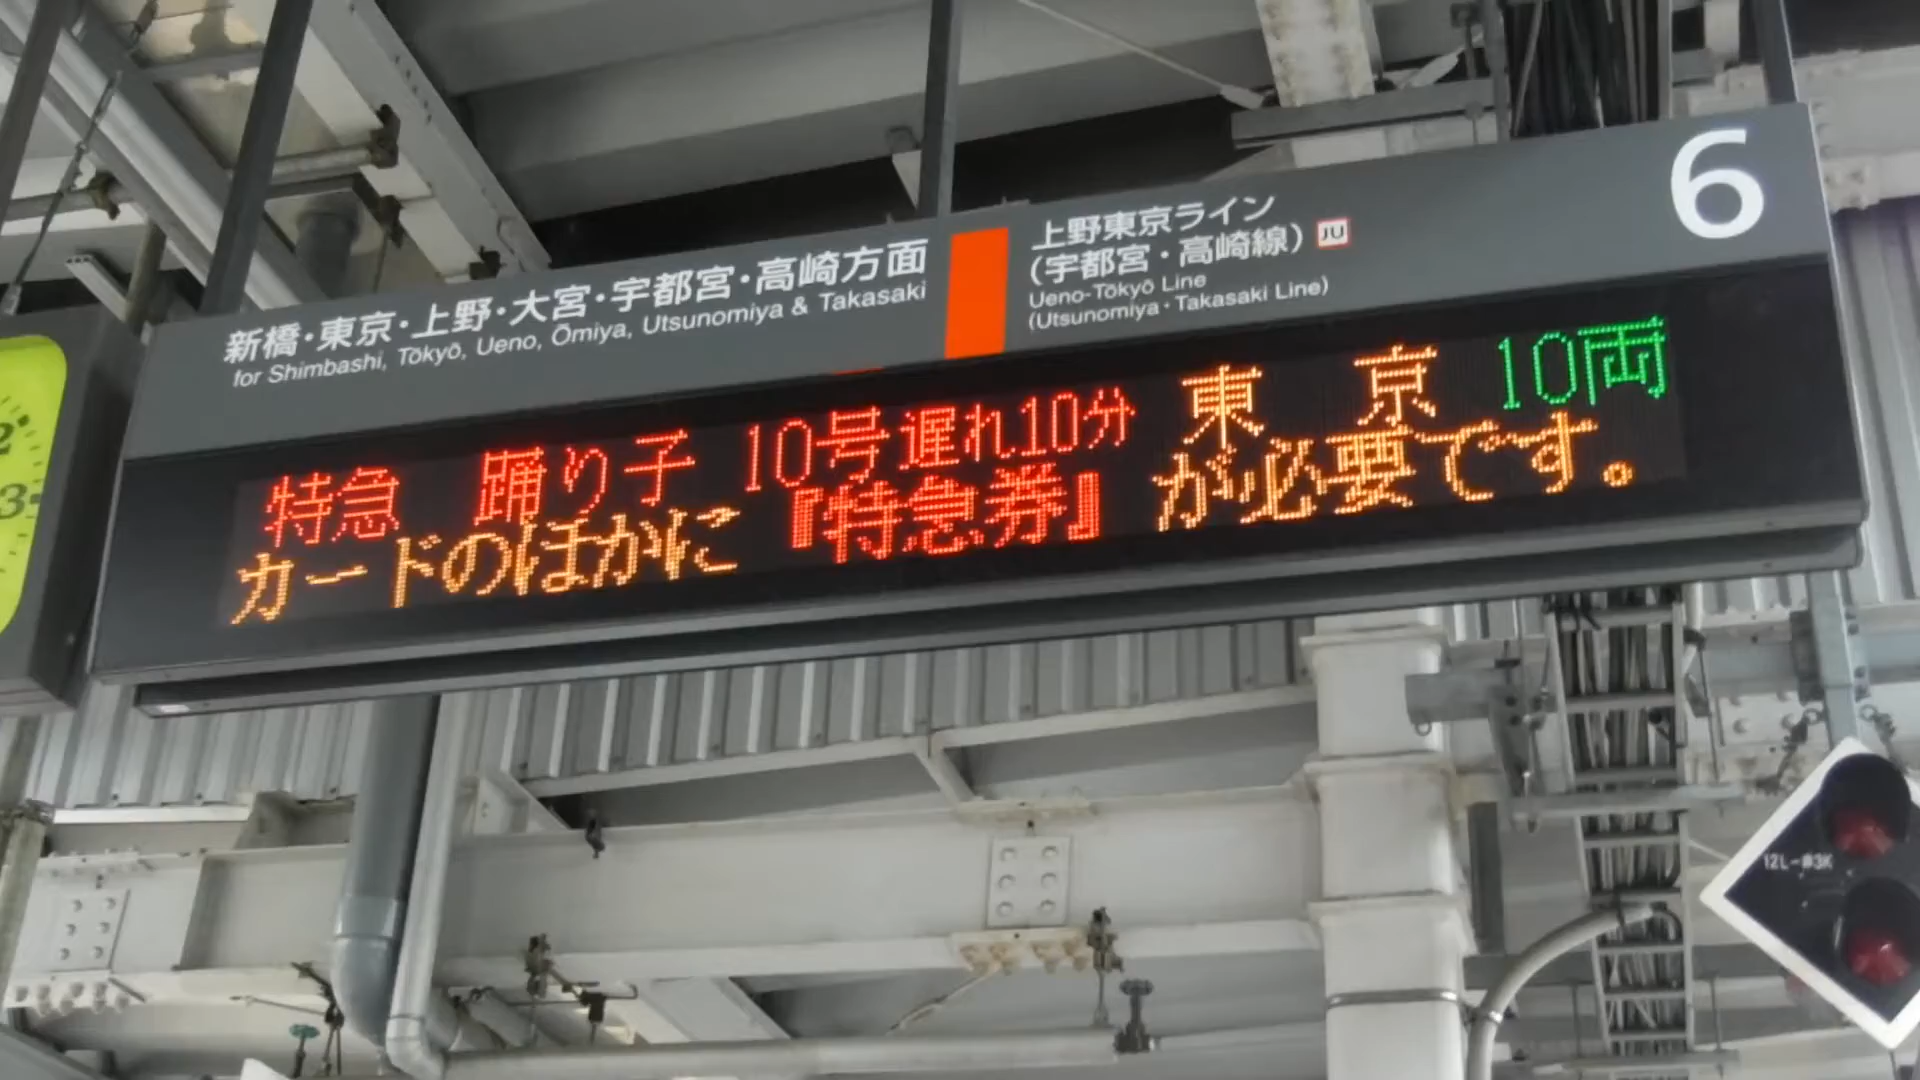 6
新橋・東京・上野・大宮・宇都宮・高崎方面
for Shimbashi, Tōkyō, Ueno, Ōmiya, Utsunomiya & Takasaki
上野東京ライン
(宇都宮・高崎線) JU
Ueno-Tōkyō Line
(Utsunomiya・Takasaki Line)
特急 踊り子 10号遅れ10分 東 京 10両
カードのほかに『特急券』が必要です。
2
3